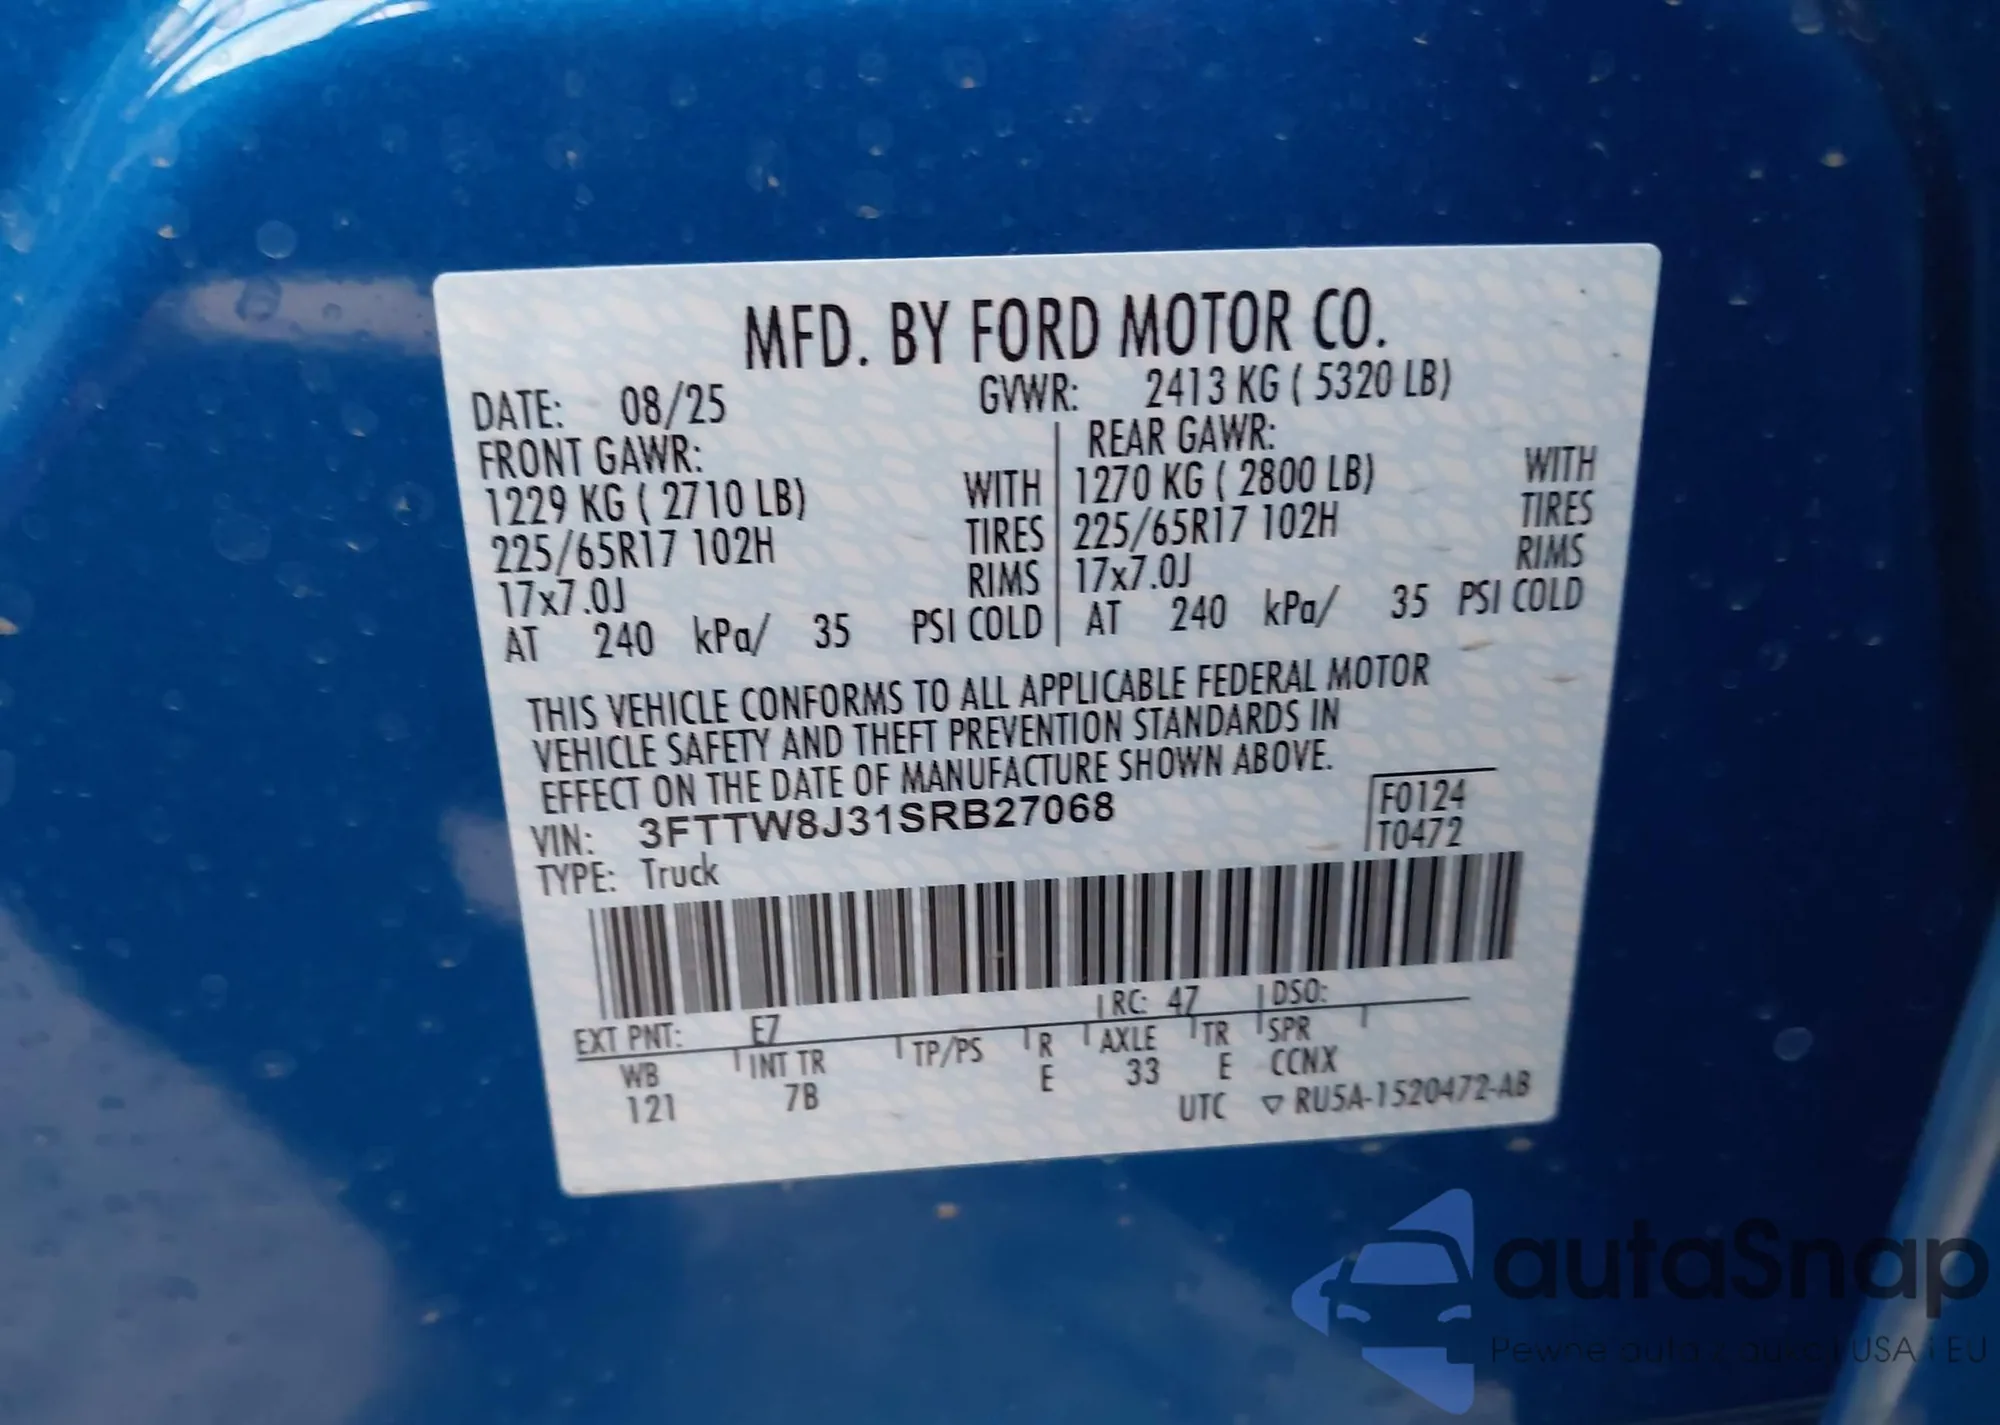 MFD. BY FORD MOTOR CO.
DATE: 08/25 GVWR: 2413 KG ( 5320 LB)
FRONT GAWR: REAR GAWR:
1229 KG ( 2710 LB) WITH 1270 KG ( 2800 LB) WITH
225/65R17 102H TIRES 225/65R17 102H TIRES
17x7.0J RIMS 17x7.0J RIMS
AT 240 kPa/ 35 PSI COLD AT 240 kPa/ 35 PSI COLD
THIS VEHICLE CONFORMS TO ALL APPLICABLE FEDERAL MOTOR
VEHICLE SAFETY AND THEFT PREVENTION STANDARDS IN
EFFECT ON THE DATE OF MANUFACTURE SHOWN ABOVE.
VIN: 3FTTW8J31SRB27068 F0124
TYPE: Truck T0472
EXT PNT: E7 RC: 47 DSO:
WB INT TR TP/PS R AXLE TR SPR
121 7B E 33 E CCNX
UTC ▽ RU5A-1520472-AB
autaSnap
Pewne auta z aukcji USA i EU